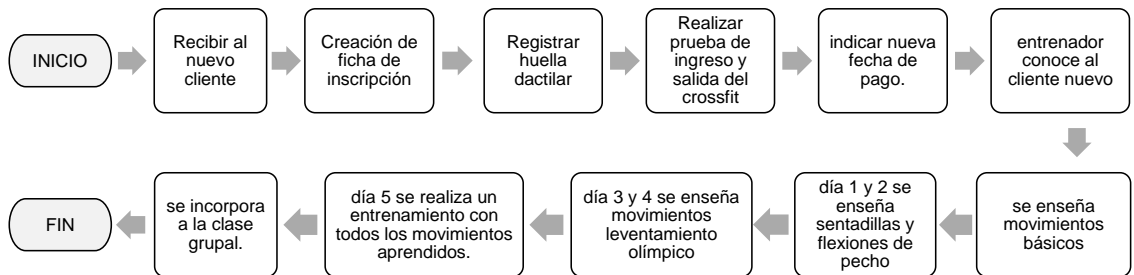 INICIO
Recibir al
nuevo
cliente
Creación de
ficha de
inscripción
Registrar
huella
dactilar
Realizar
prueba de
ingreso y
salida del
crossfit
indicar nueva
fecha de
pago.
entrenador
conoce al
cliente nuevo
se enseña
movimientos
básicos
día 1 y 2 se
enseña
sentadillas y
flexiones de
pecho
día 3 y 4 se enseña
movimientos
leventamiento
olímpico
día 5 se realiza un
entrenamiento con
todos los movimientos
aprendidos.
se incorpora
a la clase
grupal.
FIN